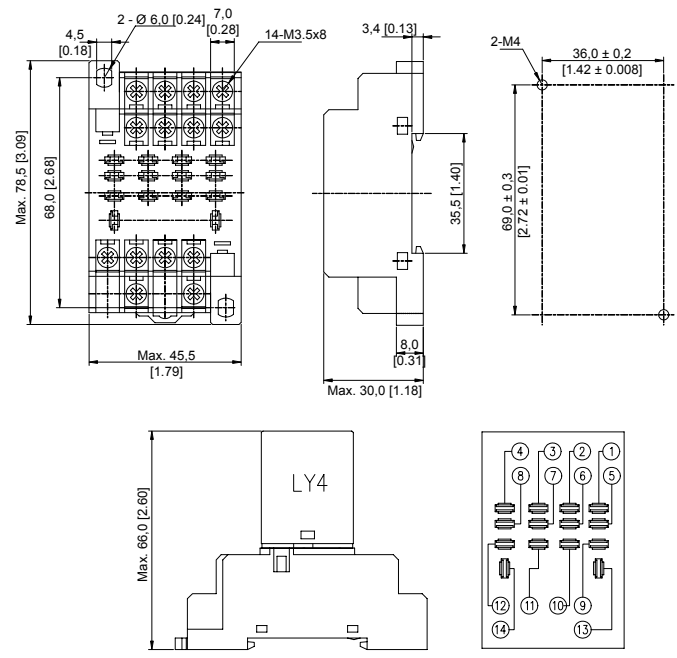 2 - Ø 6,0 [0.24]
7,0
[0.28]
4,5
[0.18]
14-M3.5x8
Max. 78,5 [3.09]
68,0 [2.68]
Max. 45,5
[1.79]
3,4 [0.13]
35,5 [1.40]
8,0
[0.31]
Max. 30,0 [1.18]
2-M4
36,0 ± 0,2
[1.42 ± 0.008]
69,0 ± 0,3
[2.72 ± 0.01]
Max. 66,0 [2.60]
LY4
4 3 2 1
8 7 6 5
12 11 10 9
14 13